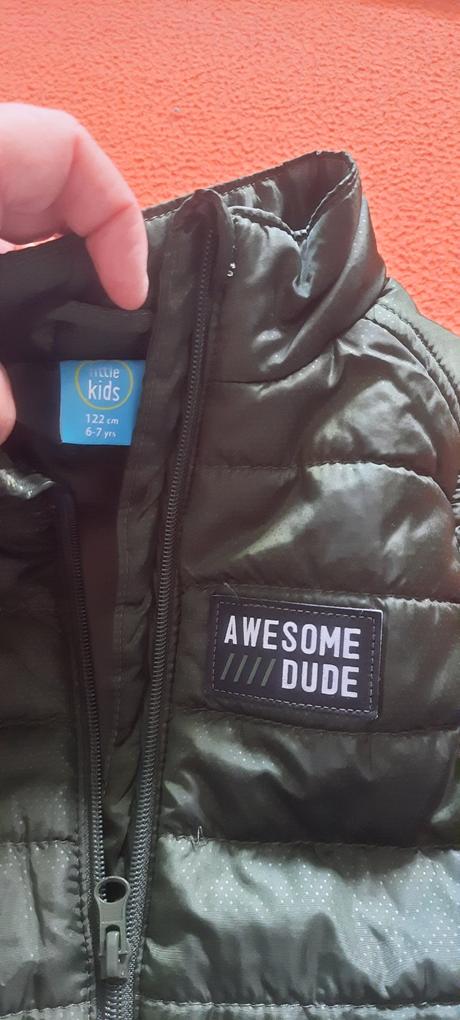 little
kids
122 cm
6-7 yrs
AWESOME
//// DUDE